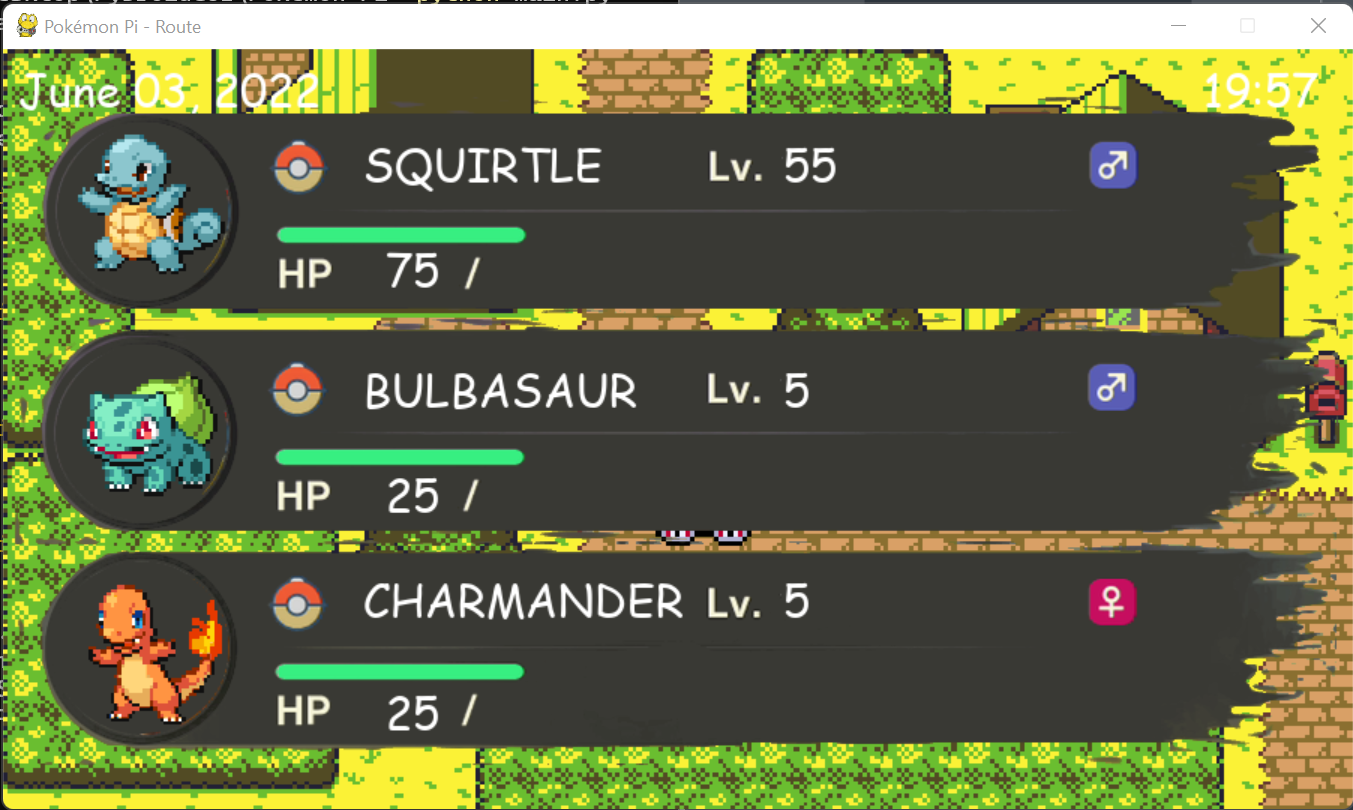 Pokémon Pi - Route
June 03, 2022 19:57
SQUIRTLE Lv. 55 ♂
HP 75 /
BULBASAUR Lv. 5 ♂
HP 25 /
CHARMANDER Lv. 5 ♀
HP 25 /